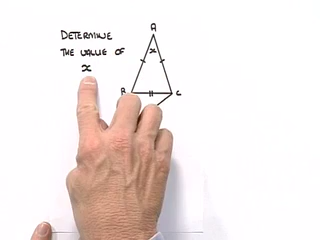 DETERMINE
THE VALUE OF
x
A
x
B
C